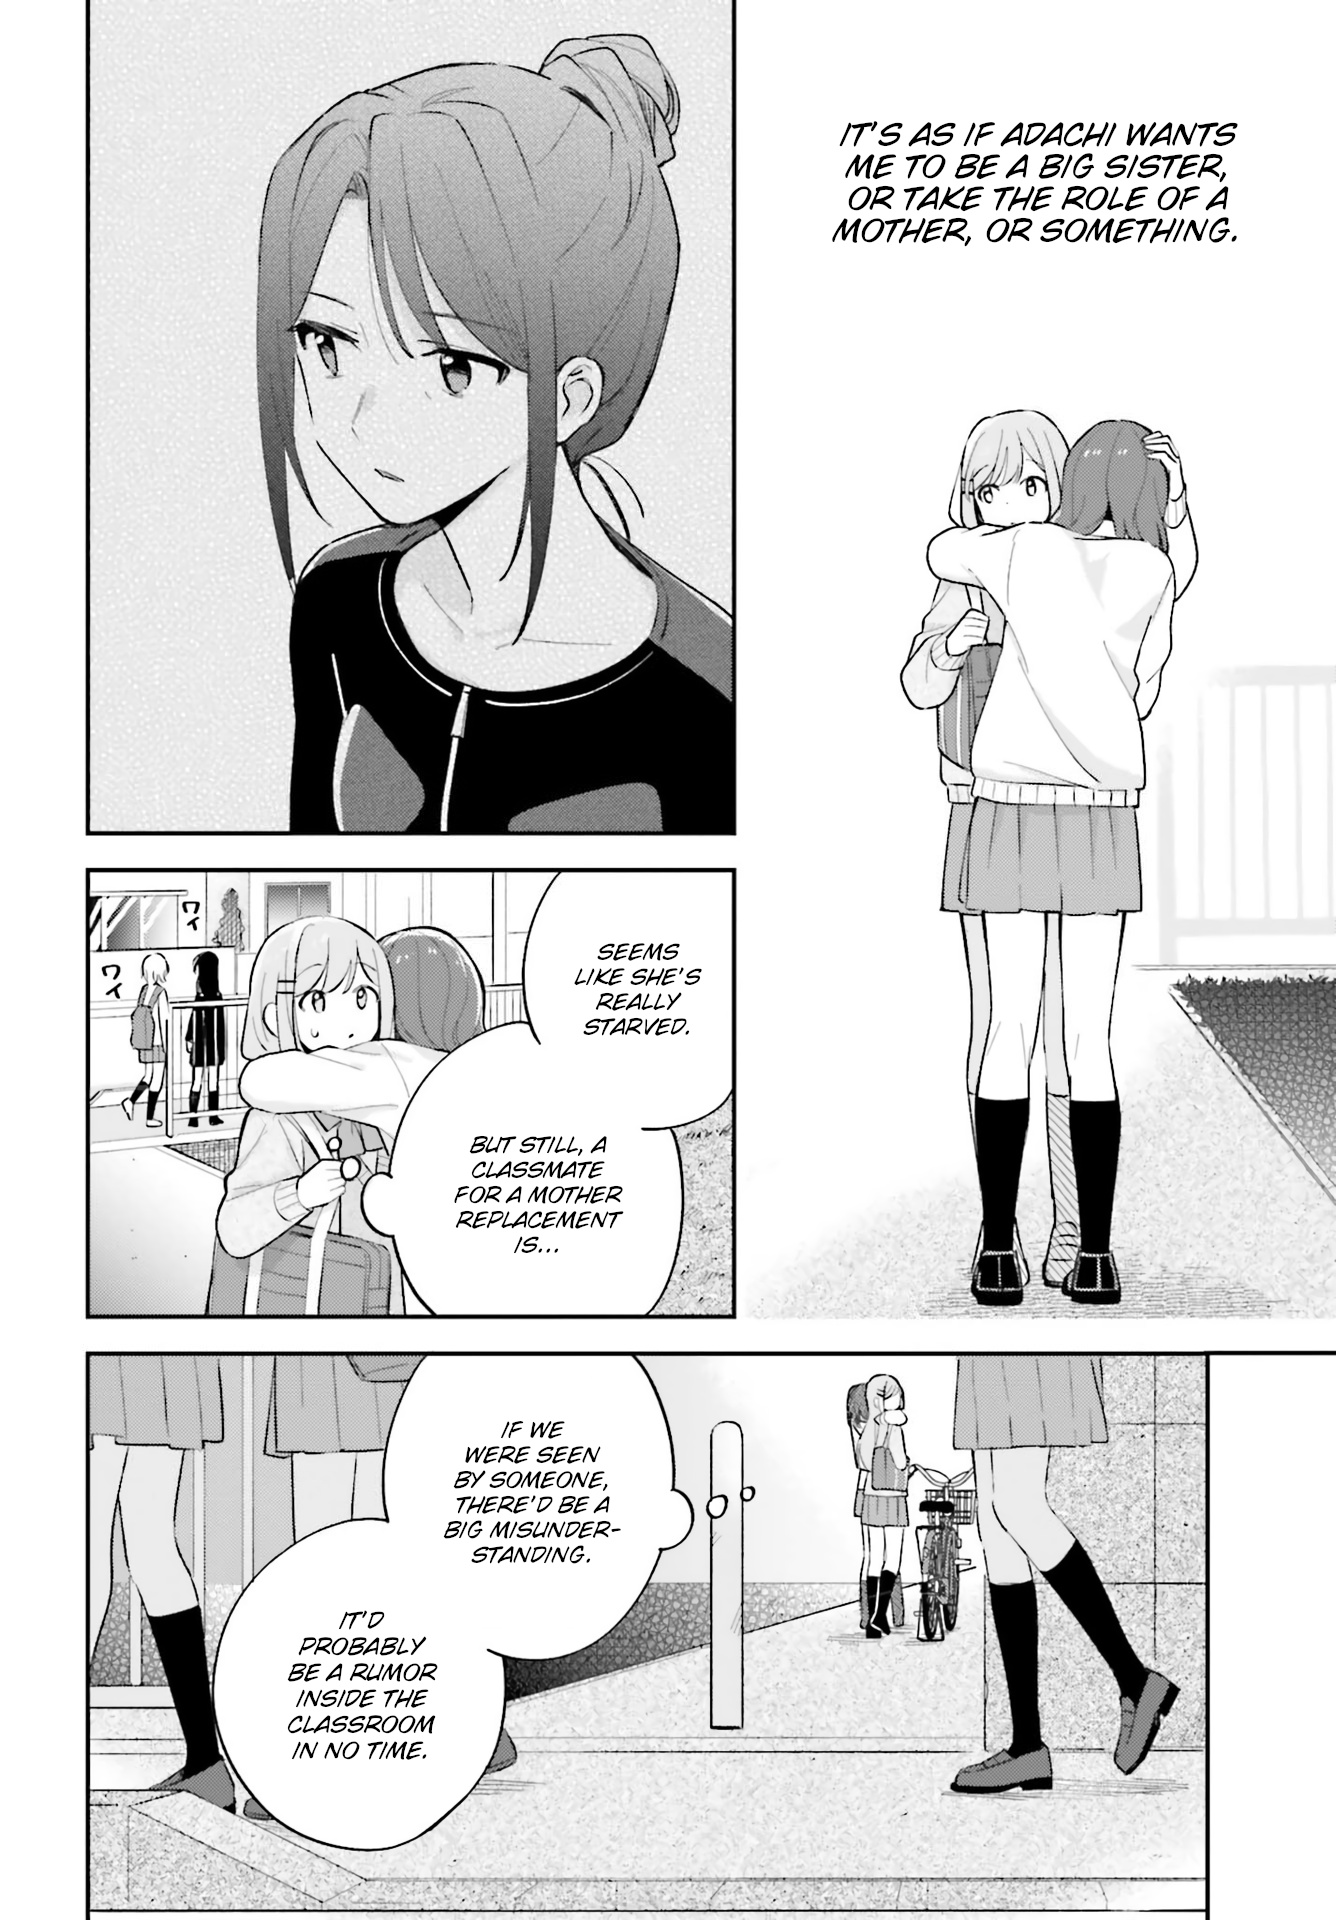 IT'S AS IF ADACHI WANTS
ME TO BE A BIG SISTER,
OR TAKE THE ROLE OF A
MOTHER, OR SOMETHING.
SEEMS
LIKE SHE'S
REALLY
STARVED.
BUT STILL, A
CLASSMATE
FOR A MOTHER
REPLACEMENT
IS...
ワイ
ワイ
IF WE
WERE SEEN
BY SOMEONE,
THERE'D BE A
BIG MISUNDER-
STANDING.
IT'D
PROBABLY
BE A RUMOR
INSIDE THE
CLASSROOM
IN NO TIME.